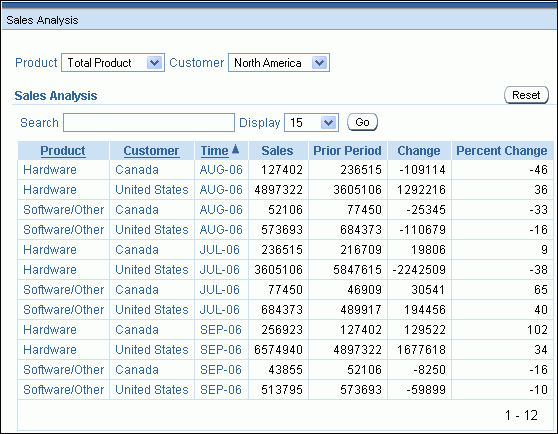 Sales Analysis
Product Total Product Customer North America
Sales Analysis Reset
Search Display 15 Go
Product Customer Time Sales Prior Period Change Percent Change
Hardware Canada AUG-06 127402 236515 -109114 -46
Hardware United States AUG-06 4897322 3605106 1292216 36
Software/Other Canada AUG-06 52106 77450 -25345 -33
Software/Other United States AUG-06 573693 684373 -110679 -16
Hardware Canada JUL-06 236515 216709 19806 9
Hardware United States JUL-06 3605106 5847615 -2242509 -38
Software/Other Canada JUL-06 77450 46909 30541 65
Software/Other United States JUL-06 684373 489917 194456 40
Hardware Canada SEP-06 256923 127402 129522 102
Hardware United States SEP-06 6574940 4897322 1677618 34
Software/Other Canada SEP-06 43855 52106 -8250 -16
Software/Other United States SEP-06 513795 573693 -59899 -10
1 - 12